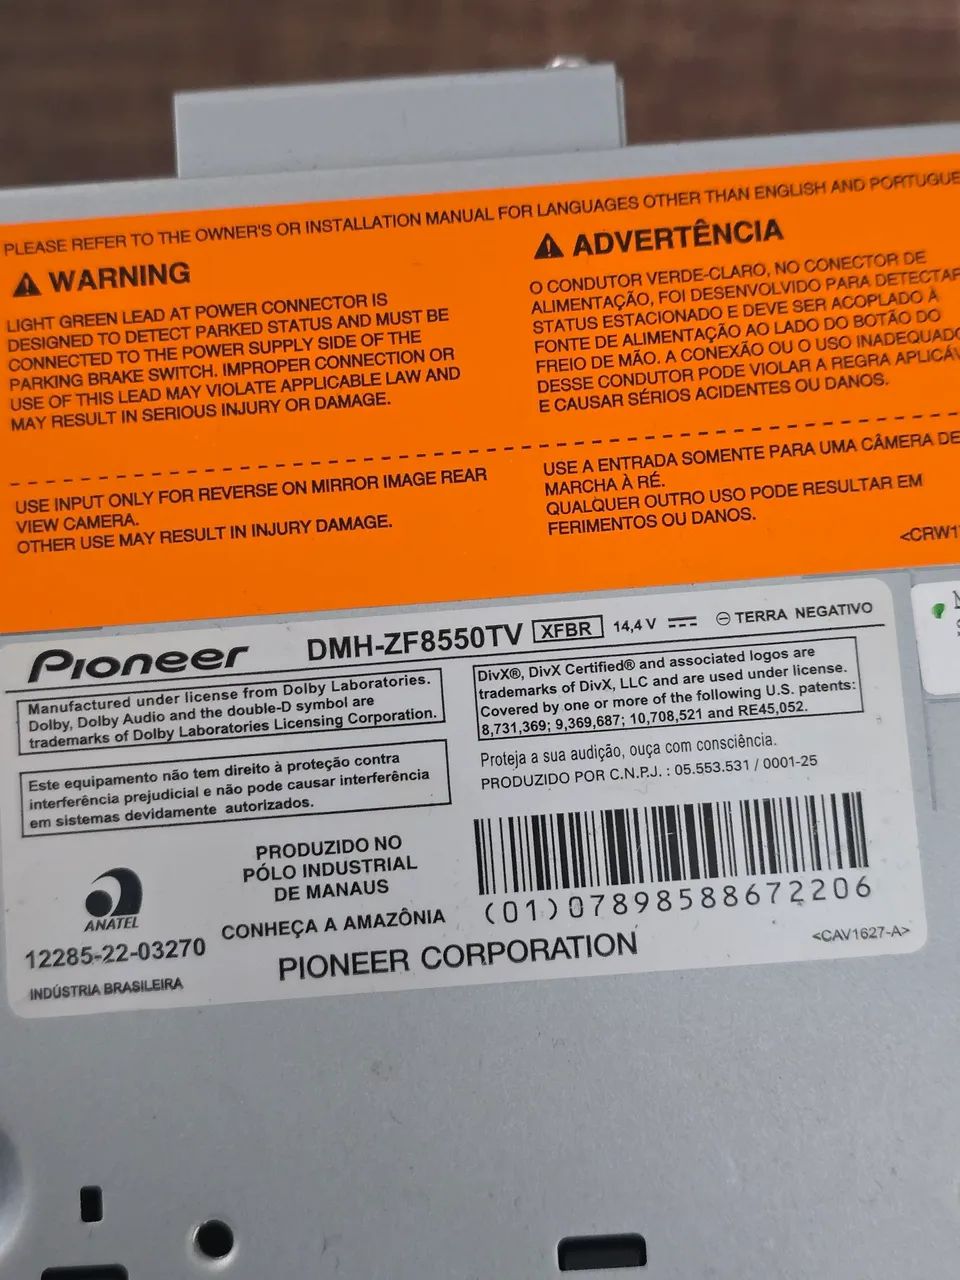 PLEASE REFER TO THE OWNER'S OR INSTALLATION MANUAL FOR LANGUAGES OTHER THAN ENGLISH AND PORTUGUE
WARNING
LIGHT GREEN LEAD AT POWER CONNECTOR IS
DESIGNED TO DETECT PARKED STATUS AND MUST BE
CONNECTED TO THE POWER SUPPLY SIDE OF THE
PARKING BRAKE SWITCH. IMPROPER CONNECTION OR
USE OF THIS LEAD MAY VIOLATE APPLICABLE LAW AND
MAY RESULT IN SERIOUS INJURY OR DAMAGE.
USE INPUT ONLY FOR REVERSE ON MIRROR IMAGE REAR
VIEW CAMERA.
OTHER USE MAY RESULT IN INJURY DAMAGE.
ADVERTÊNCIA
O CONDUTOR VERDE-CLARO, NO CONECTOR DE
ALIMENTAÇÃO, FOI DESENVOLVIDO PARA DETECTAR
STATUS ESTACIONADO E DEVE SER ACOPLADO À
FONTE DE ALIMENTAÇÃO AO LADO DO BOTÃO DO
FREIO DE MÃO. A CONEXÃO OU O USO INADEQUADO
DESSE CONDUTOR PODE VIOLAR A REGRA APLICÁV
E CAUSAR SÉRIOS ACIDENTES OU DANOS.
USE A ENTRADA SOMENTE PARA UMA CÂMERA DE
MARCHA À RÉ.
QUALQUER OUTRO USO PODE RESULTAR EM
FERIMENTOS OU DANOS.
<CRW1
Pioneer DMH-ZF8550TV XFBR 14,4 V TERRA NEGATIVO
Manufactured under license from Dolby Laboratories.
Dolby, Dolby Audio and the double-D symbol are
trademarks of Dolby Laboratories Licensing Corporation.
Este equipamento não tem direito à proteção contra
interferência prejudicial e não pode causar interferência
em sistemas devidamente autorizados.
DivX®, DivX Certified® and associated logos are
trademarks of DivX, LLC and are used under license.
Covered by one or more of the following U.S. patents:
8,731,369; 9,369,687; 10,708,521 and RE45,052.
Proteja a sua audição, ouça com consciência.
PRODUZIDO POR C.N.P.J. : 05.553.531 / 0001-25
ANATEL
12285-22-03270
INDÚSTRIA BRASILEIRA
PRODUZIDO NO
PÓLO INDUSTRIAL
DE MANAUS
CONHEÇA A AMAZÔNIA
PIONEER CORPORATION
(01)07898588672206
<CAV1627-A>